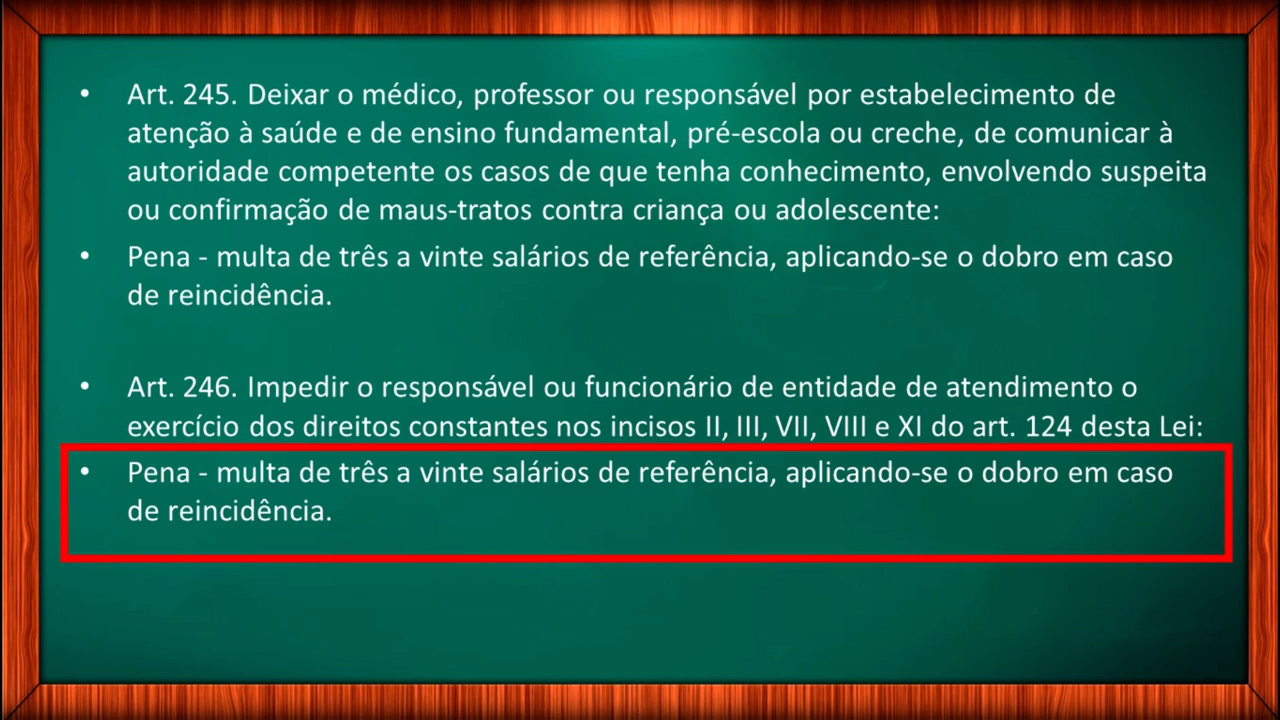 • Art. 245. Deixar o médico, professor ou responsável por estabelecimento de
atenção à saúde e de ensino fundamental, pré-escola ou creche, de comunicar à
autoridade competente os casos de que tenha conhecimento, envolvendo suspeita
ou confirmação de maus-tratos contra criança ou adolescente:
• Pena - multa de três a vinte salários de referência, aplicando-se o dobro em caso
de reincidência.
• Art. 246. Impedir o responsável ou funcionário de entidade de atendimento o
exercício dos direitos constantes nos incisos II, III, VII, VIII e XI do art. 124 desta Lei:
• Pena - multa de três a vinte salários de referência, aplicando-se o dobro em caso
de reincidência.